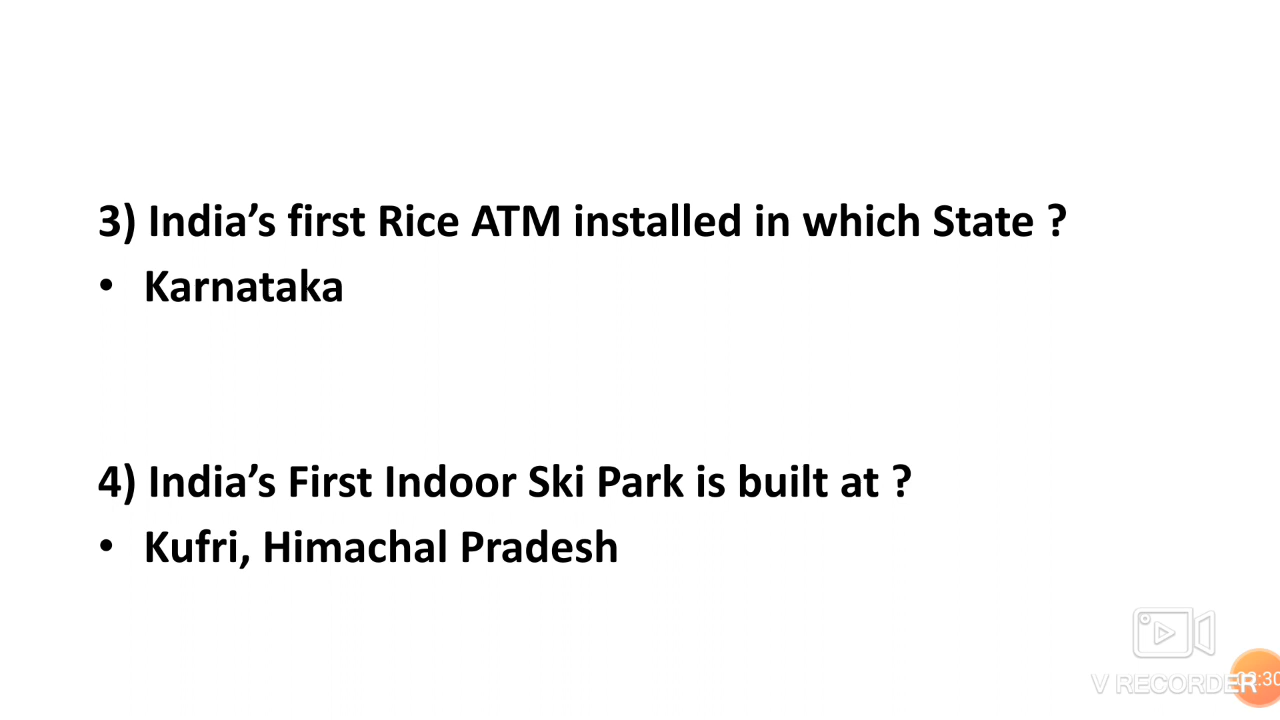 3) India’s first Rice ATM installed in which State ?
• Karnataka
4) India’s First Indoor Ski Park is built at ?
• Kufri, Himachal Pradesh
V RECORDER